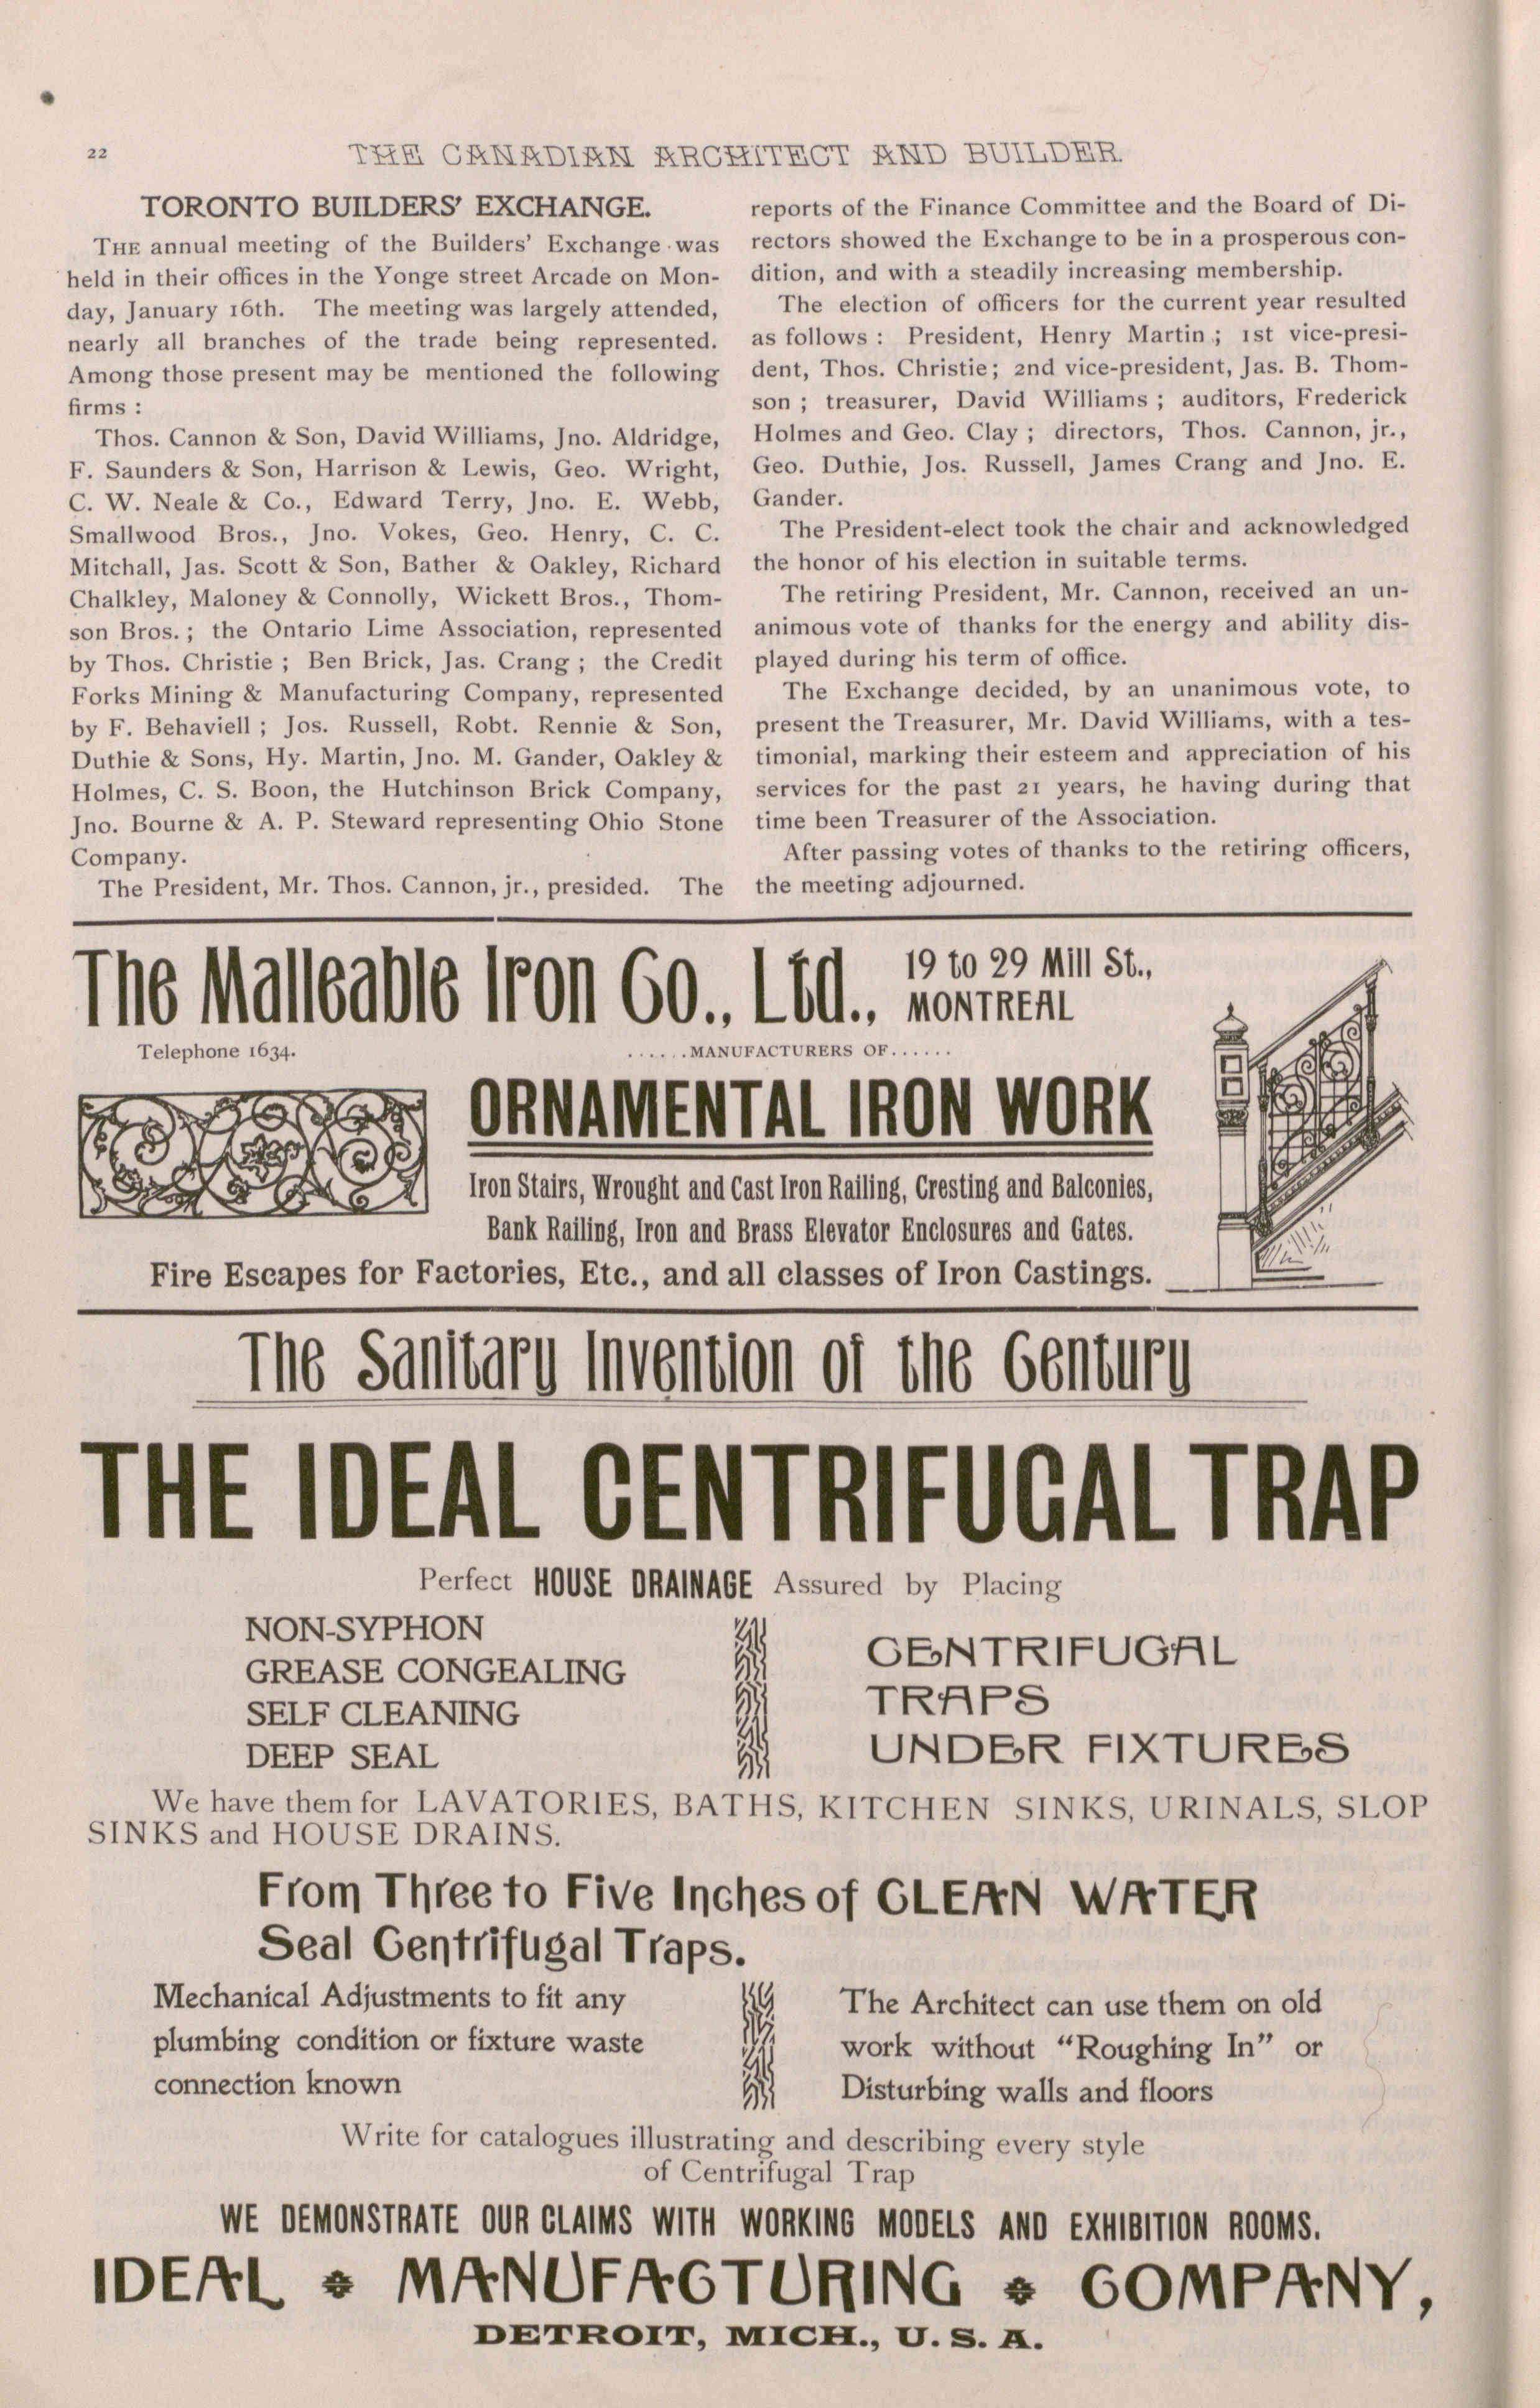 22
THE CANADIAN ARCHITECT AND BUILDER
TORONTO BUILDERS' EXCHANGE.
THE annual meeting of the Builders' Exchange was
held in their offices in the Yonge street Arcade on Mon-
day, January 16th. The meeting was largely attended,
nearly all branches of the trade being represented.
Among those present may be mentioned the following
firms :
Thos. Cannon & Son, David Williams, Jno. Aldridge,
F. Saunders & Son, Harrison & Lewis, Geo. Wright,
C. W. Neale & Co., Edward Terry, Jno. E. Webb,
Smallwood Bros., Jno. Vokes, Geo. Henry, C. C.
Mitchall, Jas. Scott & Son, Bather & Oakley, Richard
Chalkley, Maloney & Connolly, Wickett Bros., Thom-
son Bros. ; the Ontario Lime Association, represented
by Thos. Christie ; Ben Brick, Jas. Crang ; the Credit
Forks Mining & Manufacturing Company, represented
by F. Behaviell ; Jos. Russell, Robt. Rennie & Son,
Duthie & Sons, Hy. Martin, Jno. M. Gander, Oakley &
Holmes, C. S. Boon, the Hutchinson Brick Company,
Jno. Bourne & A. P. Steward representing Ohio Stone
Company.
The President, Mr. Thos. Cannon, jr., presided. The
reports of the Finance Committee and the Board of Di-
rectors showed the Exchange to be in a prosperous con-
dition, and with a steadily increasing membership.
The election of officers for the current year resulted
as follows : President, Henry Martin ; 1st vice-presi-
dent, Thos. Christie; 2nd vice-president, Jas. B. Thom-
son ; treasurer, David Williams ; auditors, Frederick
Holmes and Geo. Clay ; directors, Thos. Cannon, jr.,
Geo. Duthie, Jos. Russell, James Crang and Jno. E.
Gander.
The President-elect took the chair and acknowledged
the honor of his election in suitable terms.
The retiring President, Mr. Cannon, received an un-
animous vote of thanks for the energy and ability dis-
played during his term of office.
The Exchange decided, by an unanimous vote, to
present the Treasurer, Mr. David Williams, with a tes-
timonial, marking their esteem and appreciation of his
services for the past 21 years, he having during that
time been Treasurer of the Association.
After passing votes of thanks to the retiring officers,
the meeting adjourned.
The Malleable Iron Co., Ltd., 19 to 29 Mill St.,
MONTREAL
Telephone 1634.
......MANUFACTURERS OF......
ORNAMENTAL IRON WORK
Iron Stairs, Wrought and Cast Iron Railing, Cresting and Balconies,
Bank Railing, Iron and Brass Elevator Enclosures and Gates.
Fire Escapes for Factories, Etc., and all classes of Iron Castings.
The Sanitary Invention of the Century
THE IDEAL CENTRIFUGAL TRAP
Perfect HOUSE DRAINAGE Assured by Placing
NON-SYPHON
GREASE CONGEALING
SELF CLEANING
DEEP SEAL
CENTRIFUGAL
TRAPS
UNDER FIXTURES
We have them for LAVATORIES, BATHS, KITCHEN SINKS, URINALS, SLOP
SINKS and HOUSE DRAINS.
From Three to Five Inches of CLEAN WATER
Seal Centrifugal Traps.
Mechanical Adjustments to fit any
plumbing condition or fixture waste
connection known
The Architect can use them on old
work without "Roughing In" or
Disturbing walls and floors
Write for catalogues illustrating and describing every style
of Centrifugal Trap
WE DEMONSTRATE OUR CLAIMS WITH WORKING MODELS AND EXHIBITION ROOMS.
IDEAL MANUFACTURING COMPANY,
DETROIT, MICH., U. S. A.